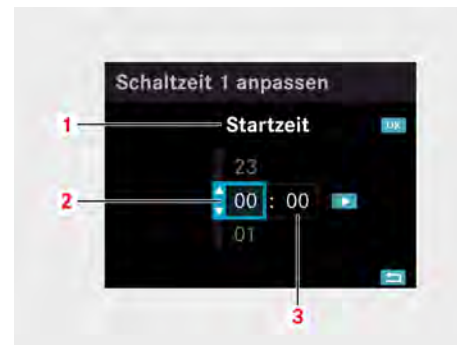 Schaltzeit 1 anpassen
1 Startzeit OK
23
2 00 : 00
01
3